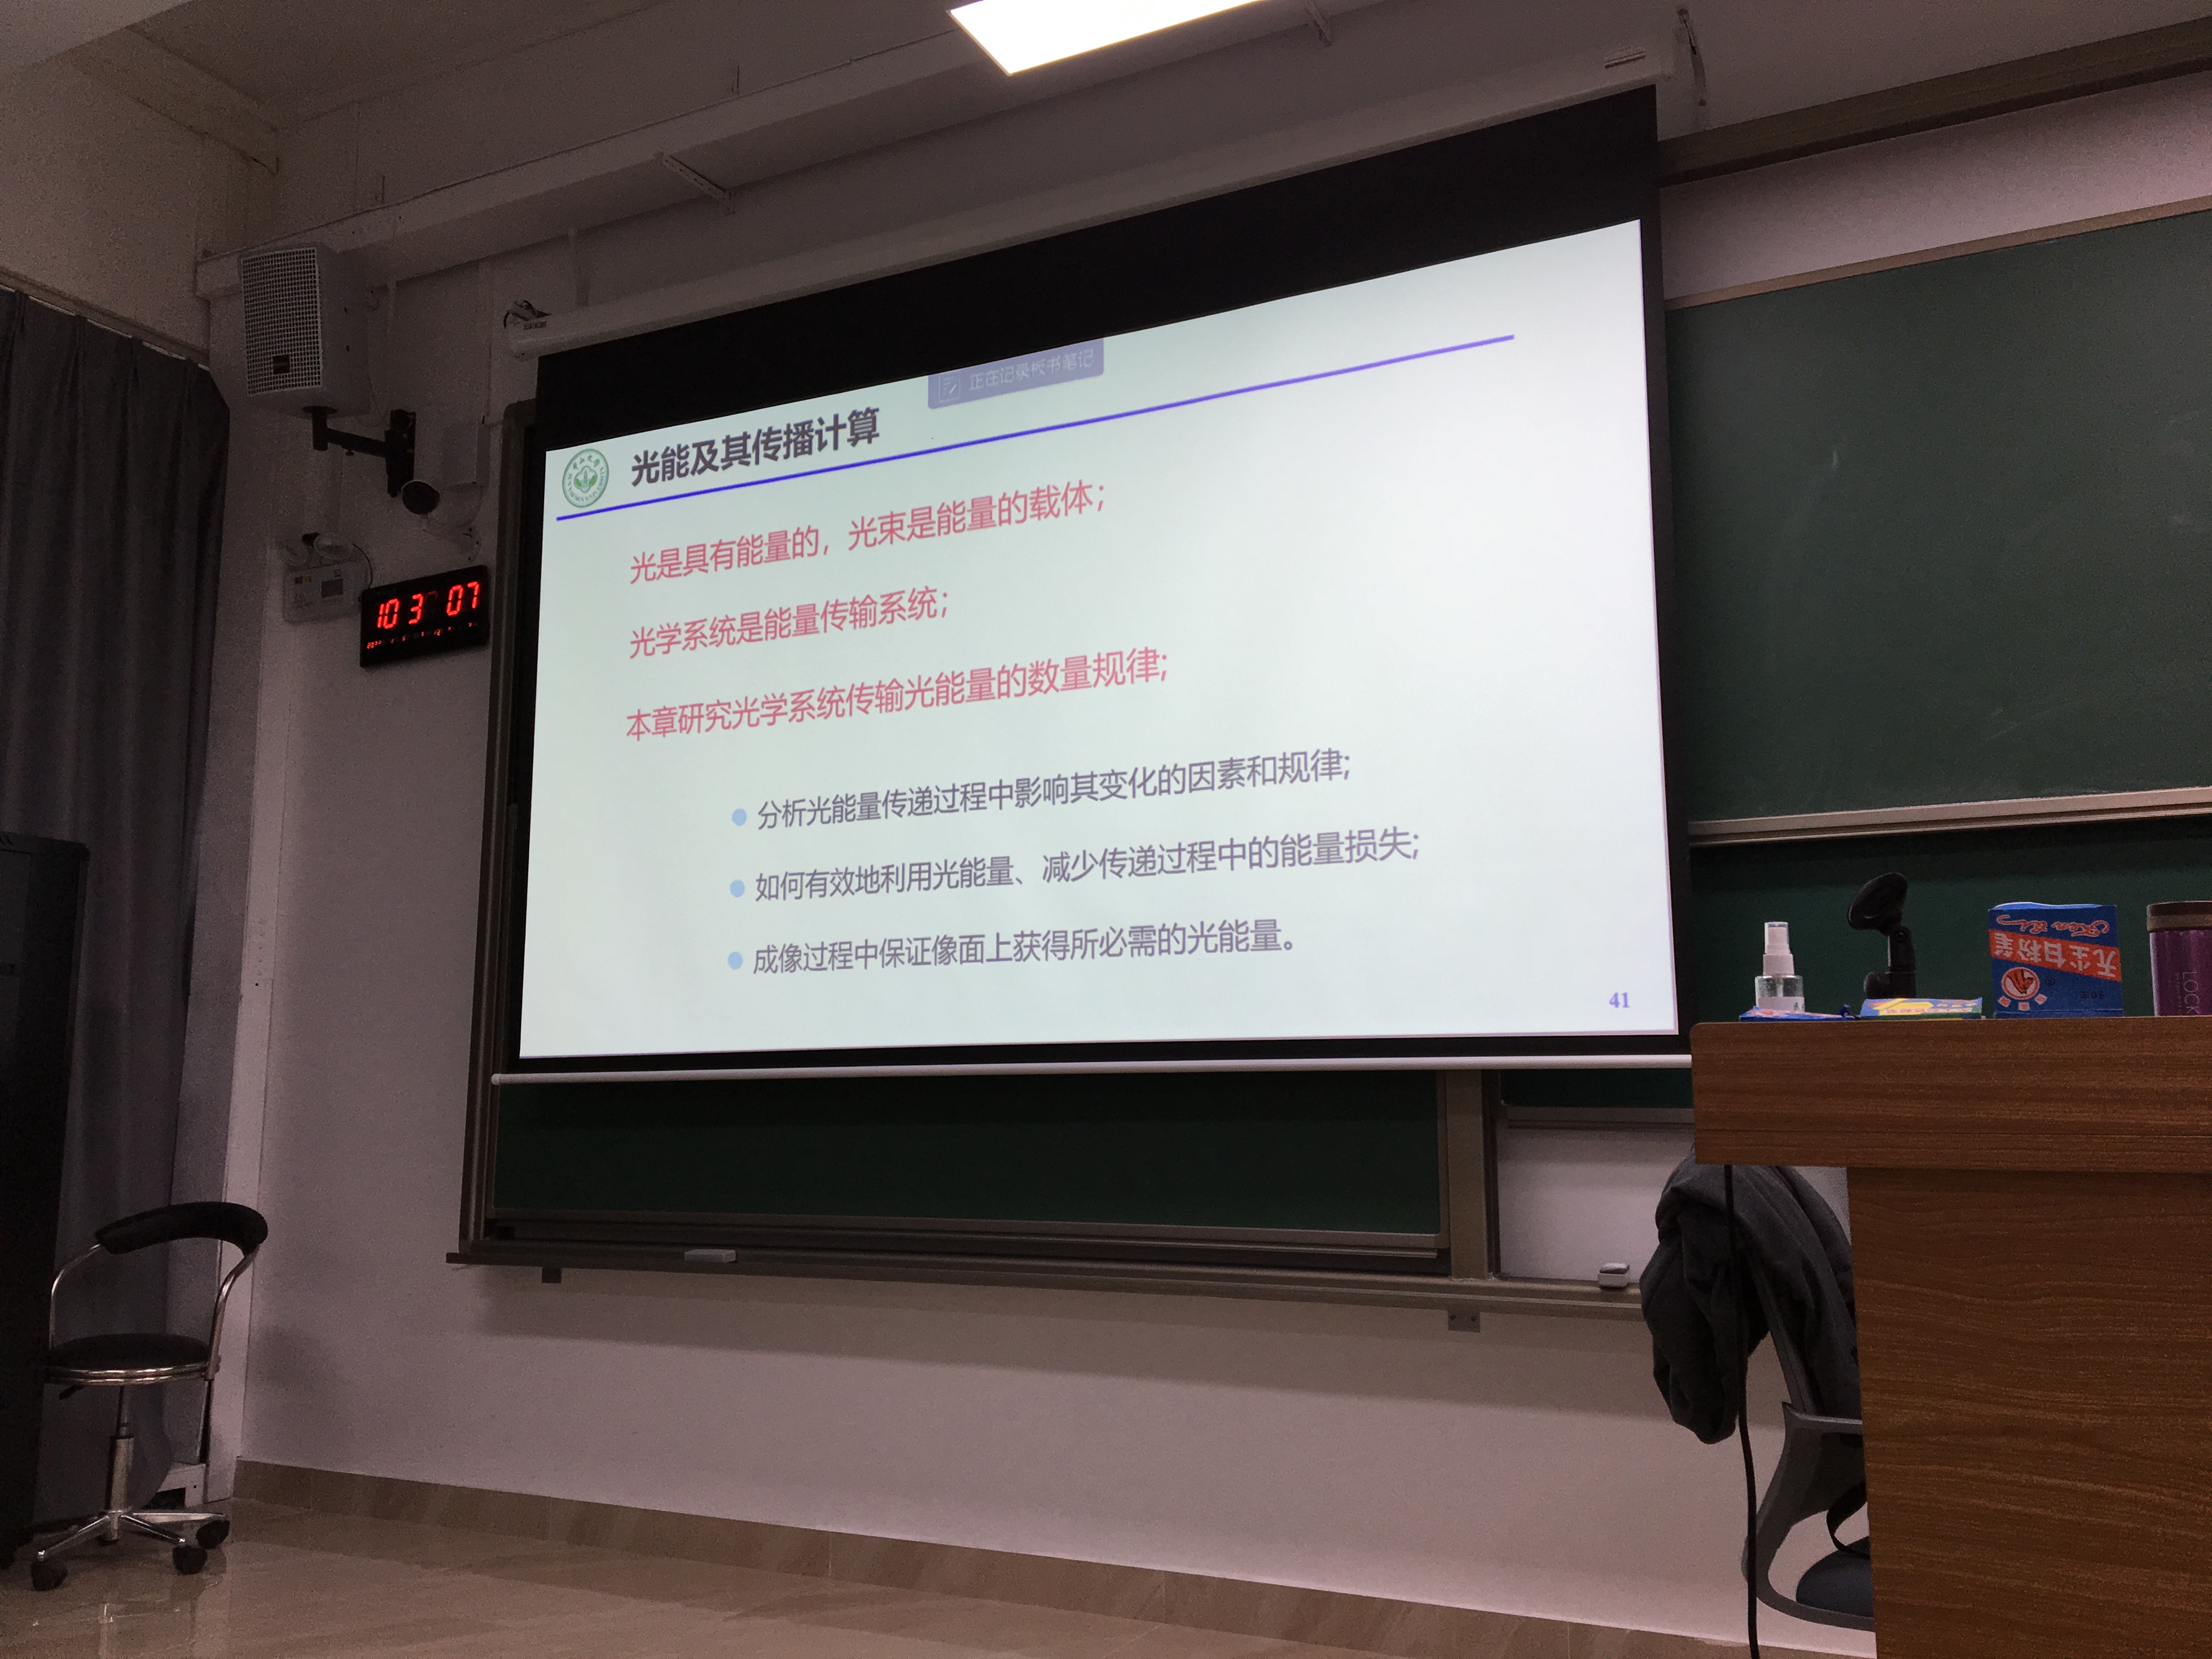 正在记录板书笔记
光能及其传播计算
光是具有能量的，光束是能量的载体；
光学系统是能量传输系统；
本章研究光学系统传输光能量的数量规律；
分析光能量传递过程中影响其变化的因素和规律；
如何有效地利用光能量、减少传递过程中的能量损失；
成像过程中保证像面上获得所必需的光能量。
41
10 3 07
无尘白粉笔
LOCK